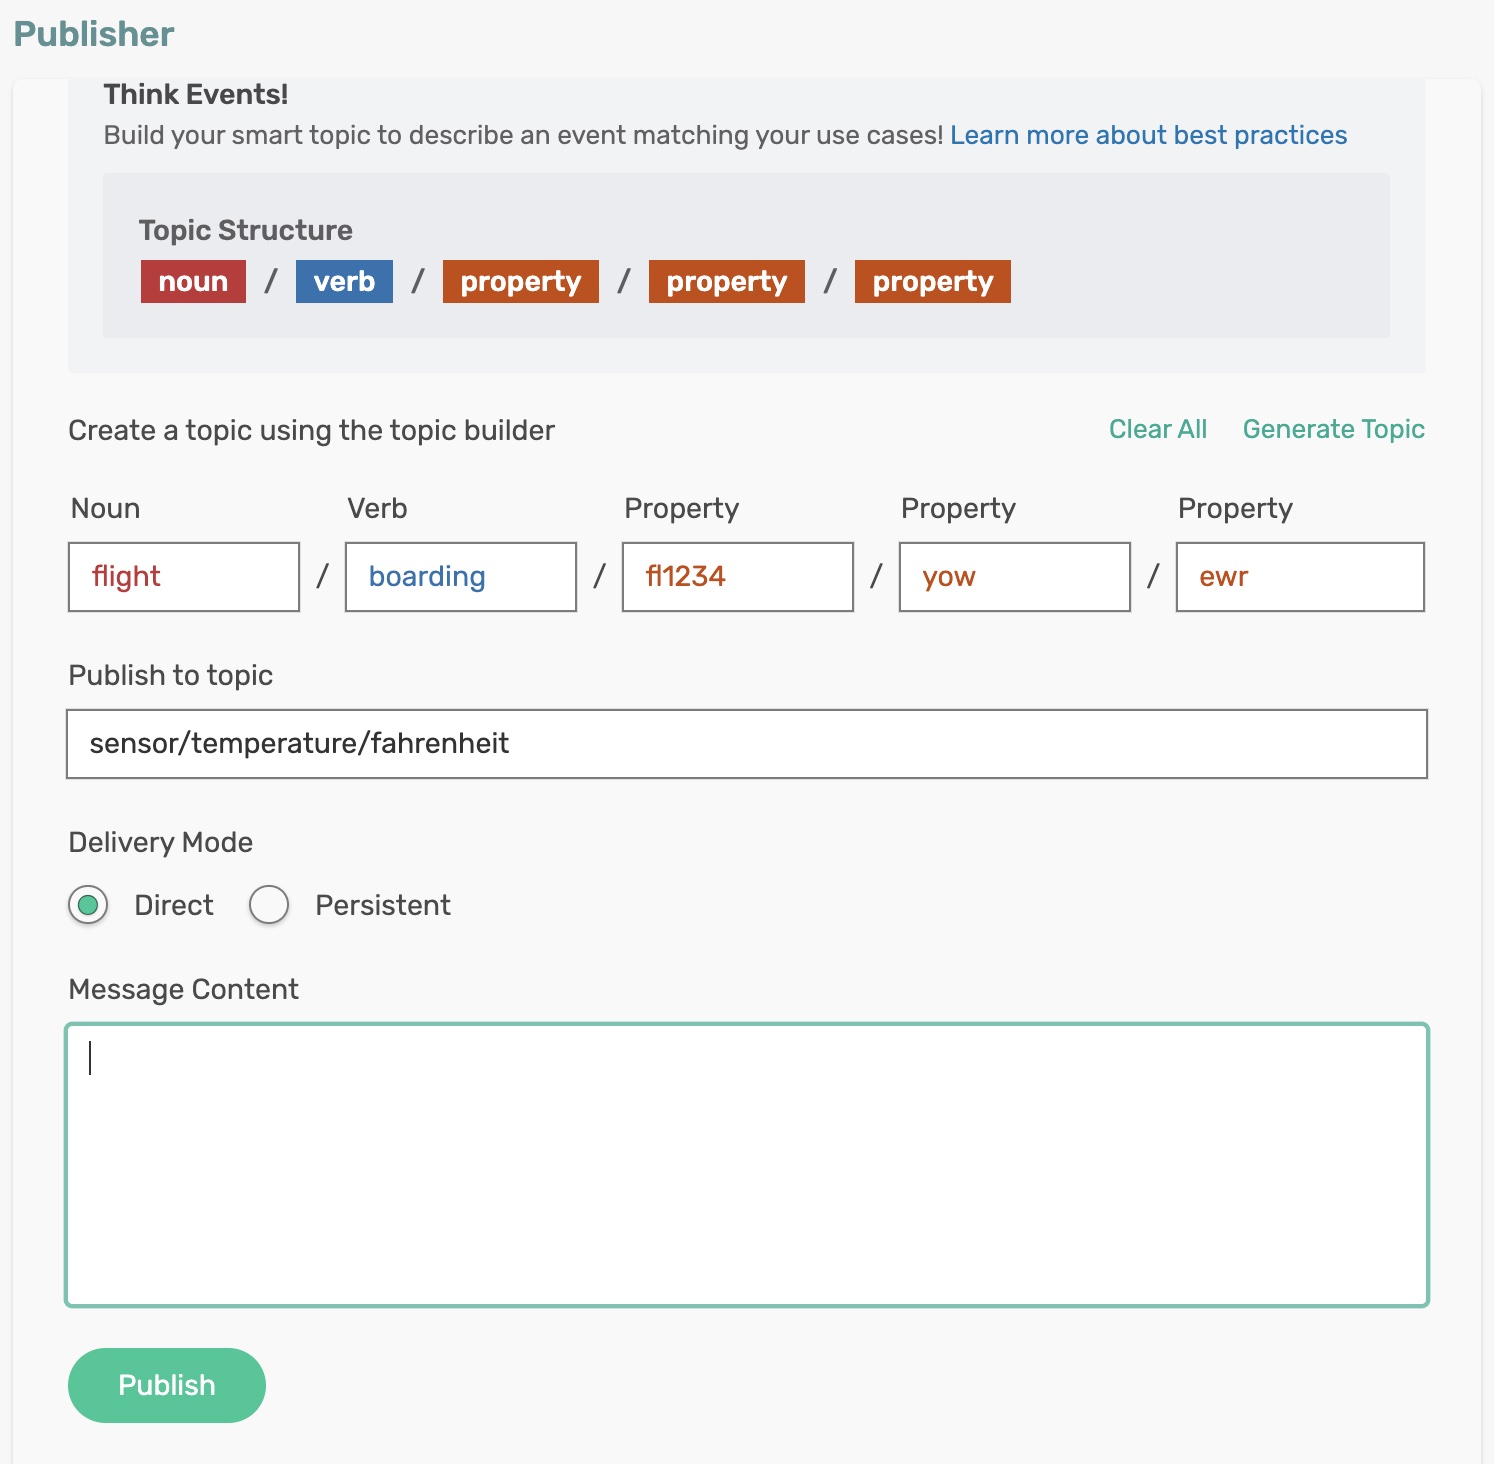 Publisher
Think Events!
Build your smart topic to describe an event matching your use cases! Learn more about best practices
Topic Structure
noun / verb / property / property / property
Create a topic using the topic builder Clear All Generate Topic
Noun Verb Property Property Property
flight / boarding / fl1234 / yow / ewr
Publish to topic
sensor/temperature/fahrenheit
Delivery Mode
Direct Persistent
Message Content
Publish